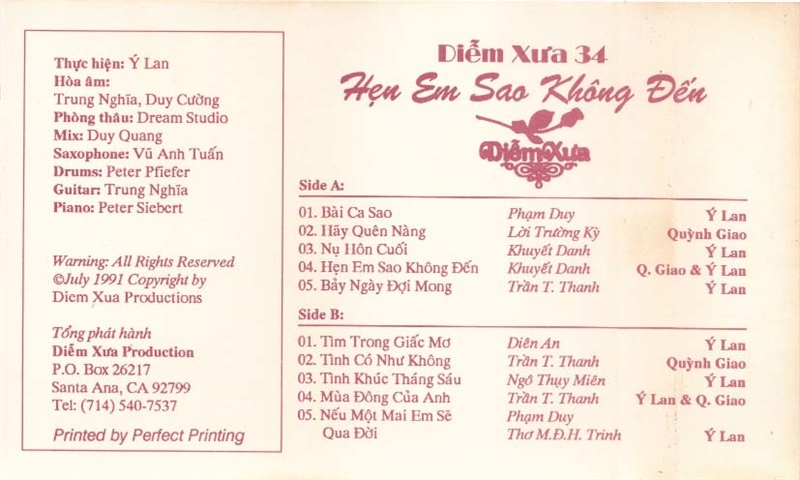 Thực hiện: Ý Lan
Hòa âm:
Trung Nghĩa, Duy Cường
Phòng thâu: Dream Studio
Mix: Duy Quang
Saxophone: Vũ Anh Tuấn
Drums: Peter Pfiefer
Guitar: Trung Nghĩa
Piano: Peter Siebert
Warning: All Rights Reserved
©July 1991 Copyright by
Diem Xua Productions
Tổng phát hành
Diễm Xưa Production
P.O. Box 26217
Santa Ana, CA 92799
Tel: (714) 540-7537
Printed by Perfect Printing
Diễm Xưa 34
Hẹn Em Sao Không Đến
Diễm Xưa
Side A:
01. Bài Ca Sao Phạm Duy Ý Lan
02. Hãy Quên Nàng Lời Trường Kỳ Quỳnh Giao
03. Nụ Hôn Cuối Khuyết Danh Ý Lan
04. Hẹn Em Sao Không Đến Khuyết Danh Q. Giao & Ý Lan
05. Bảy Ngày Đợi Mong Trần T. Thanh Ý Lan
Side B:
01. Tìm Trong Giấc Mơ Diên An Ý Lan
02. Tình Có Như Không Trần T. Thanh Quỳnh Giao
03. Tình Khúc Tháng Sáu Ngô Thụy Miên Ý Lan
04. Mùa Đông Của Anh Trần T. Thanh Ý Lan & Q. Giao
05. Nếu Một Mai Em Sẽ Phạm Duy
Qua Đời Thơ M.Đ.H. Trinh Ý Lan